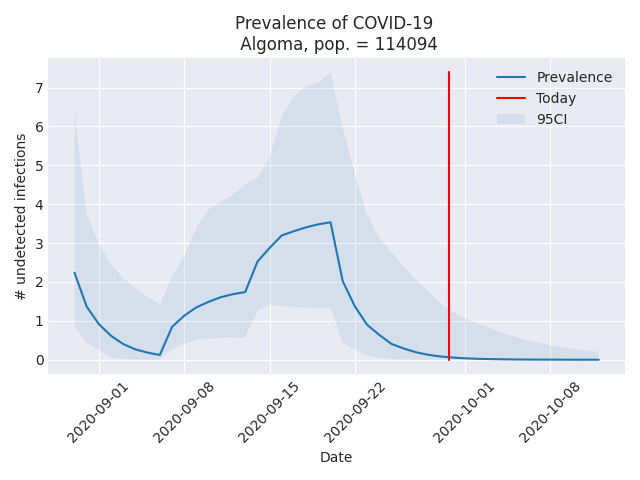 Prevalence of COVID-19
Algoma, pop. = 114094
Prevalence
Today
95CI
# undetected infections
7
6
5
4
3
2
1
0
2020-09-01
2020-09-08
2020-09-15
2020-09-22
2020-10-01
2020-10-08
Date